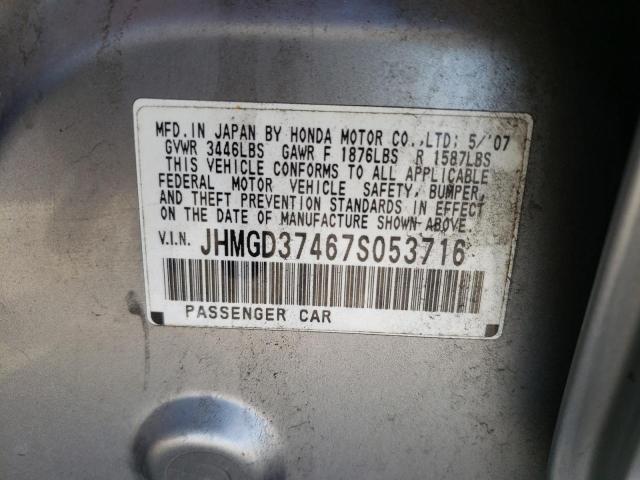 MFD.IN JAPAN BY HONDA MOTOR CO.,LTD; 5/'07
GVWR 3446LBS GAWR F 1876LBS R 1587LBS
THIS VEHICLE CONFORMS TO ALL APPLICABLE
FEDERAL MOTOR VEHICLE SAFETY, BUMPER,
AND THEFT PREVENTION STANDARDS IN EFFECT
ON THE DATE OF MANUFACTURE SHOWN ABOVE.
V.I.N. JHMGD37467S053716
PASSENGER CAR